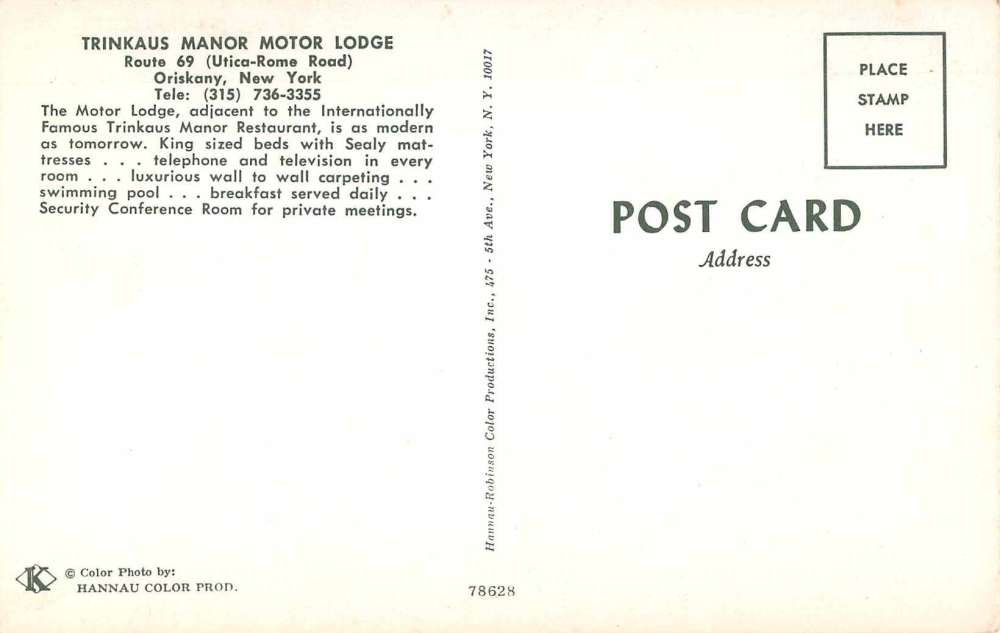 TRINKAUS MANOR MOTOR LODGE
Route 69 (Utica-Rome Road)
Oriskany, New York
Tele: (315) 736-3355
The Motor Lodge, adjacent to the Internationally
Famous Trinkaus Manor Restaurant, is as modern
as tomorrow. King sized beds with Sealy mat-
tresses . . . telephone and television in every
room . . . luxurious wall to wall carpeting . . .
swimming pool . . . breakfast served daily . . .
Security Conference Room for private meetings.
K
© Color Photo by:
HANNAU COLOR PROD.
Hannau-Robinson Color Productions, Inc., 475 - 5th Ave., New York, N. Y. 10017
78628
PLACE
STAMP
HERE
POST CARD
Address